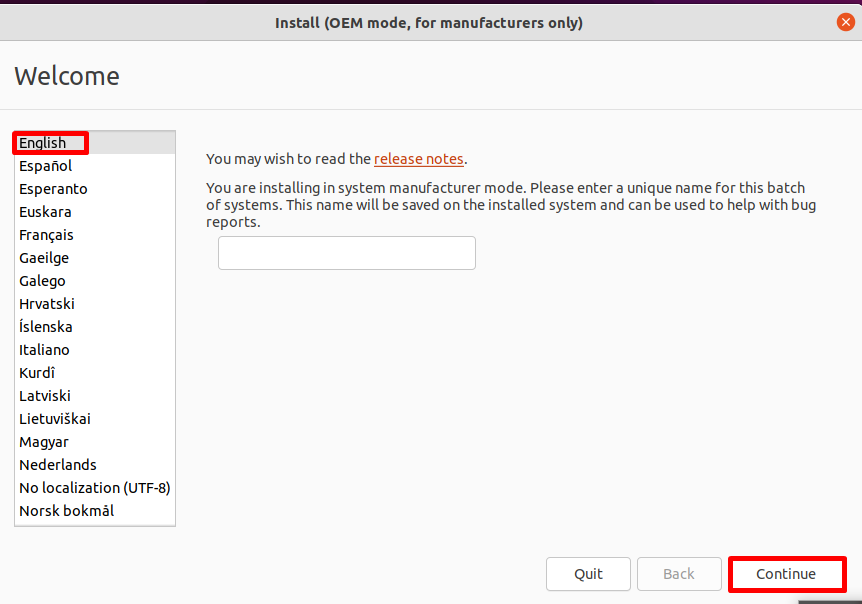 Install (OEM mode, for manufacturers only)
Welcome
English
Español
Esperanto
Euskara
Français
Gaeilge
Galego
Hrvatski
Íslenska
Italiano
Kurdî
Latviski
Lietuviškai
Magyar
Nederlands
No localization (UTF-8)
Norsk bokmål
You may wish to read the release notes.
You are installing in system manufacturer mode. Please enter a unique name for this batch
of systems. This name will be saved on the installed system and can be used to help with bug
reports.
Quit
Back
Continue